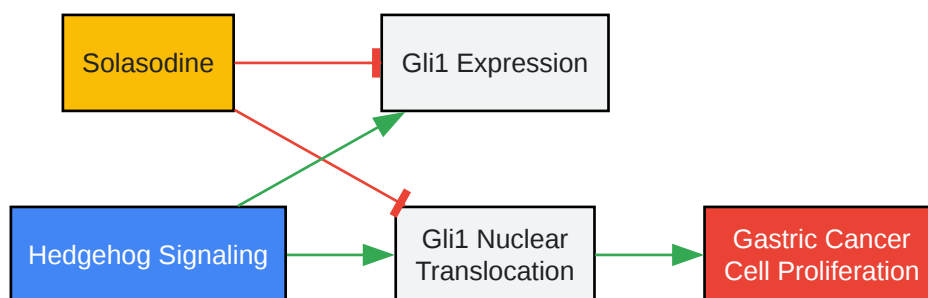 Solasodine
Gli1 Expression
Hedgehog Signaling
Gli1 Nuclear
Translocation
Gastric Cancer
Cell Proliferation